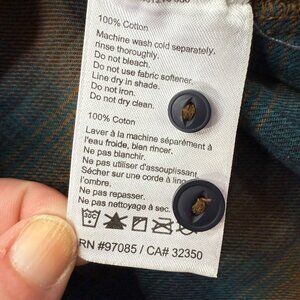 100% Cotton
Machine wash cold separately,
rinse thoroughly.
Do not bleach.
Do not use fabric softener.
Line dry in shade.
Do not iron.
Do not dry clean.
100% Coton
Laver à la machine séparément à
l'eau froide, bien rincer.
Ne pas blanchir.
Ne pas utiliser d'assouplissant.
Sécher sur une corde à linge
l'ombre.
Ne pas repasser.
Ne pas nettoyage à sec.
RN #97085 / CA# 32350